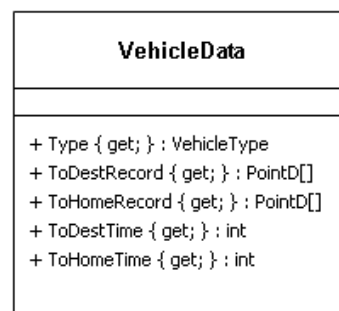 VehicleData
+ Type { get; } : VehicleType
+ ToDestRecord { get; } : PointD[]
+ ToHomeRecord { get; } : PointD[]
+ ToDestTime { get; } : int
+ ToHomeTime { get; } : int